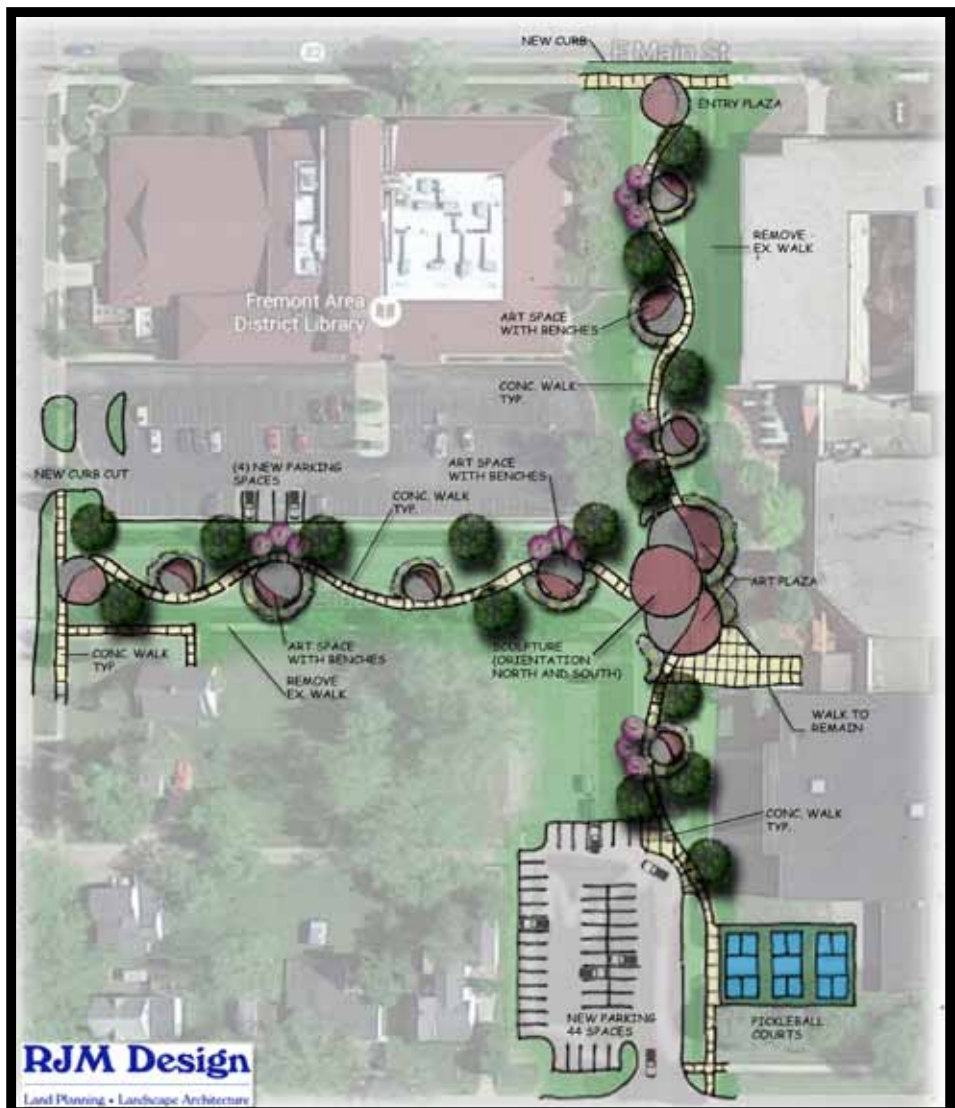 NEW CURB
E Main St
82
ENTRY PLAZA
REMOVE
EX. WALK
Fremont Area
District Library
ART SPACE
WITH BENCHES
CONC. WALK
TYP.
NEW CURB CUT
(4) NEW PARKING
SPACES
ART SPACE
WITH BENCHES
CONC. WALK
TYP.
ART PLAZA
CONC. WALK
TYP.
ART SPACE
WITH BENCHES
REMOVE
EX. WALK
SCULPTURE
(ORIENTATION
NORTH AND SOUTH)
WALK TO
REMAIN
CONC. WALK
TYP.
NEW PARKING
44 SPACES
PICKLEBALL
COURTS
RJM Design
Land Planning • Landscape Architecture